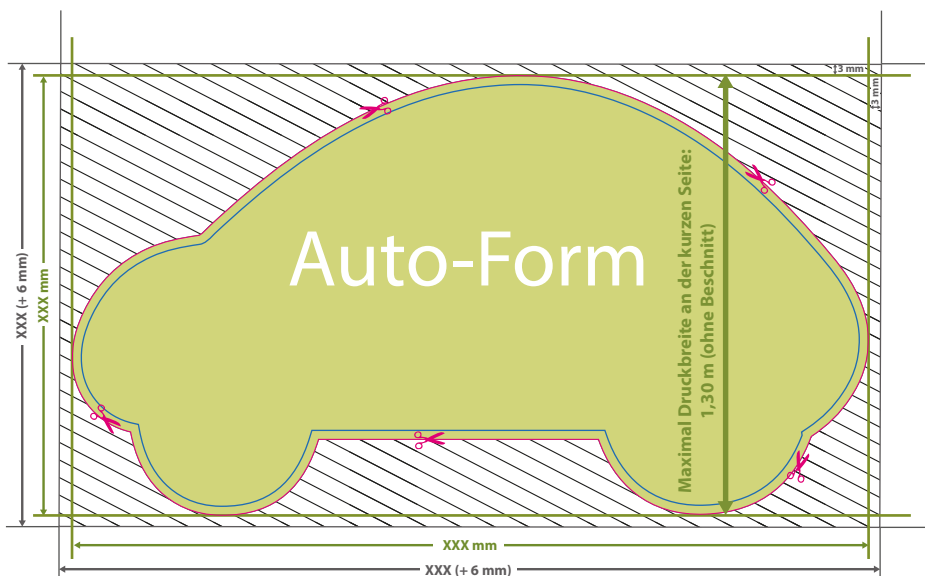 3 mm
3 mm
Auto-Form
Maximal Druckbreite an der kurzen Seite:
1,30 m (ohne Beschnitt)
XXX (+ 6 mm)
XXX mm
XXX mm
XXX (+ 6 mm)